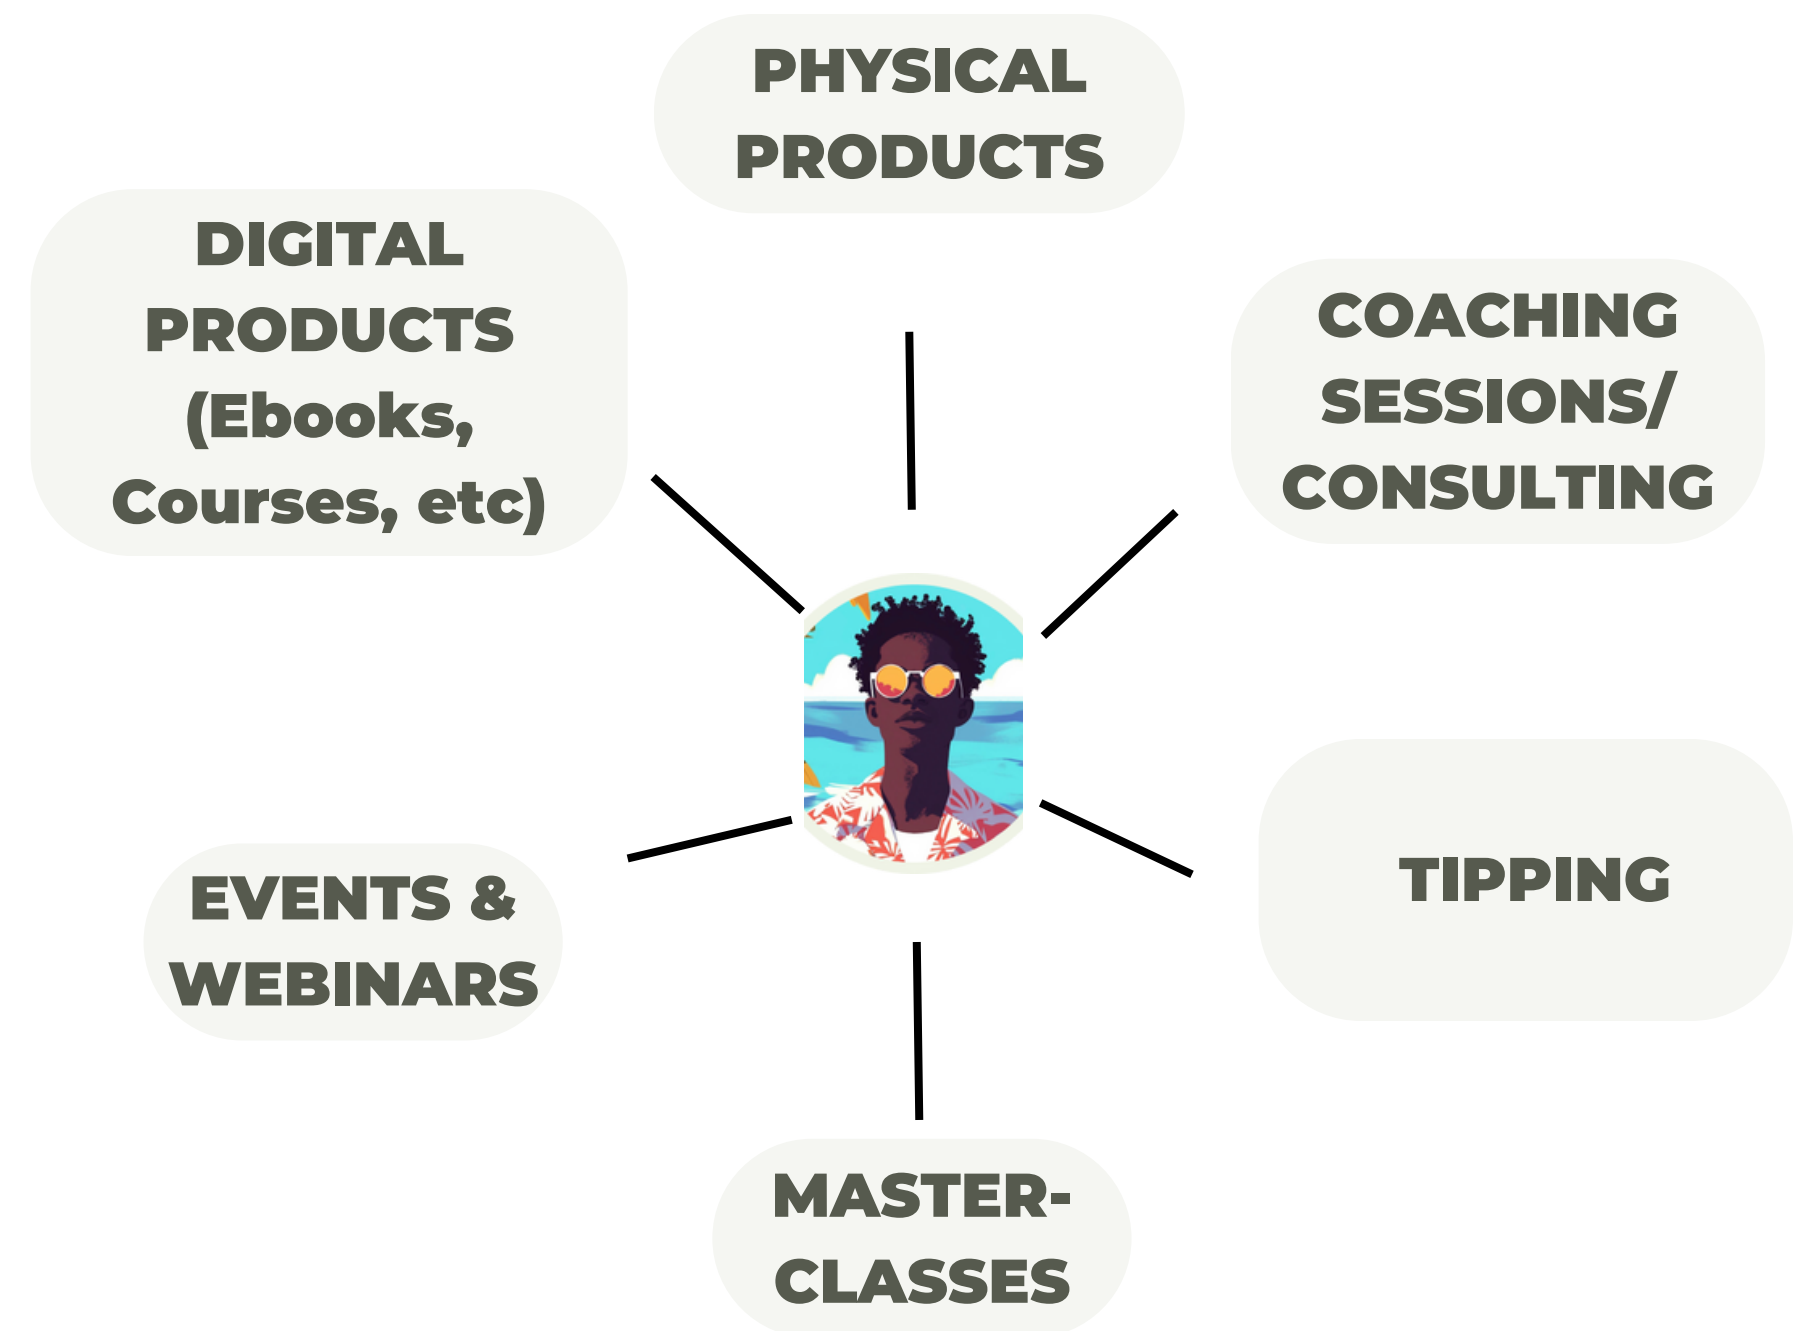 PHYSICAL
PRODUCTS
DIGITAL
PRODUCTS
(Ebooks,
Courses, etc)
COACHING
SESSIONS/
CONSULTING
TIPPING
EVENTS &
WEBINARS
MASTER-
CLASSES